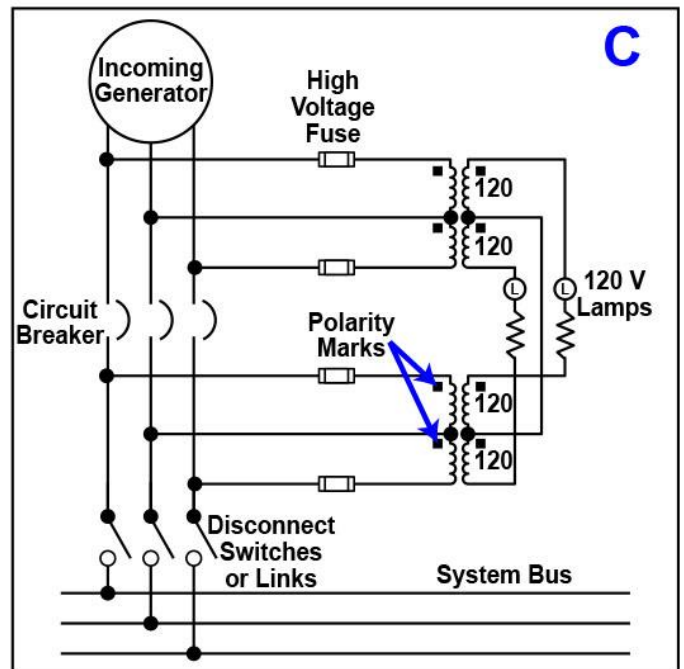 C
Incoming
Generator
High
Voltage
Fuse
120
120
L
L
120 V
Lamps
Circuit
Breaker
Polarity
Marks
120
120
Disconnect
Switches
or Links
System Bus